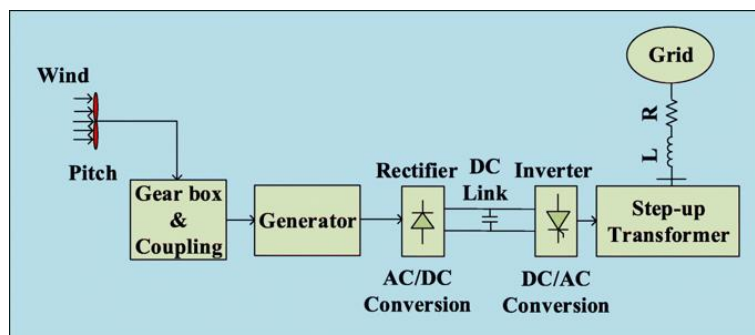 Wind
Pitch
Gear box
&
Coupling
Generator
Rectifier
AC/DC
Conversion
DC
Link
Inverter
DC/AC
Conversion
Step-up
Transformer
L
R
Grid